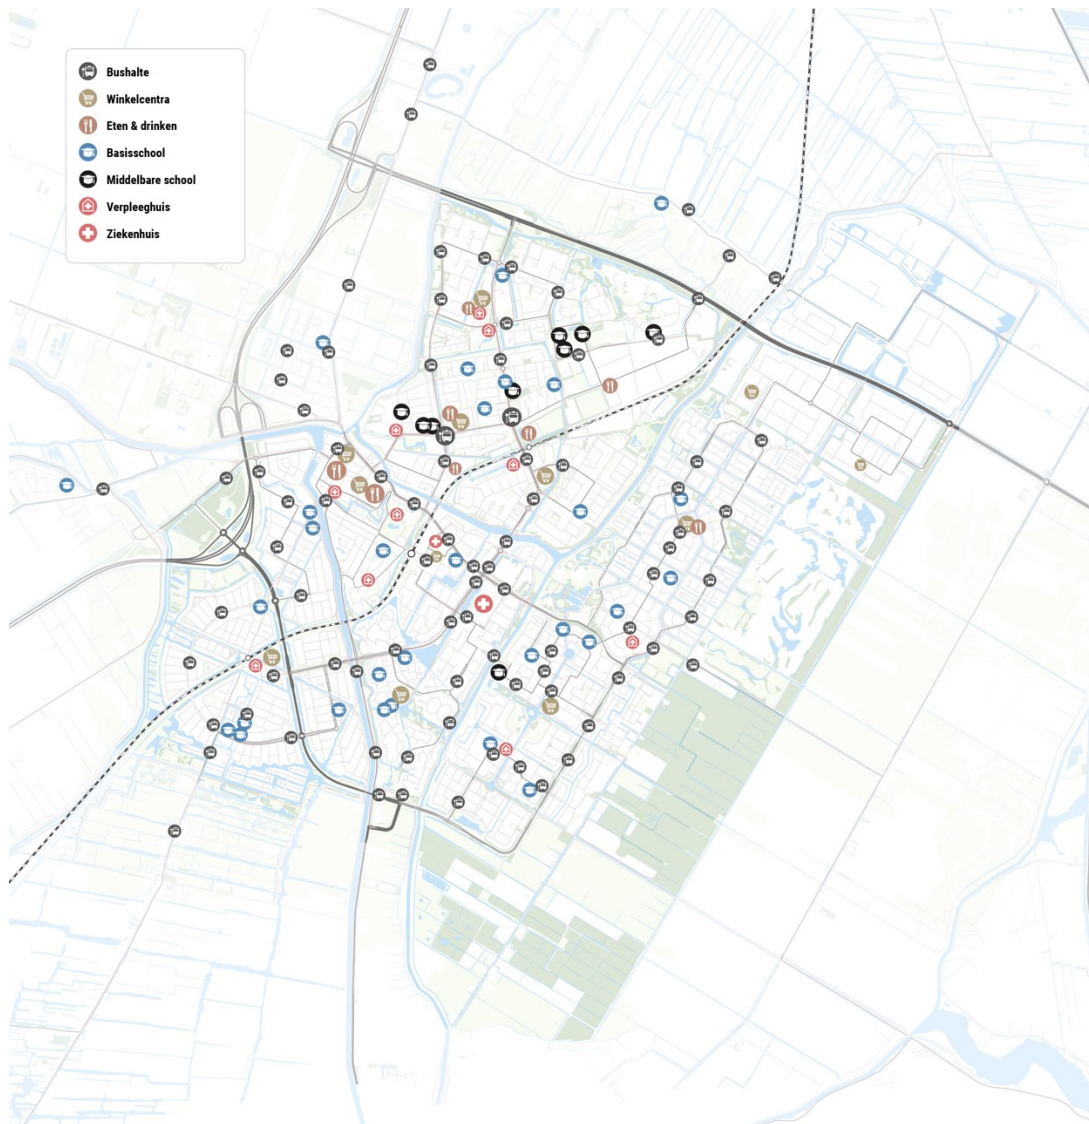 Bushalte
Winkelcentra
Eten & drinken
Basisschool
Middelbare school
Verpleeghuis
Ziekenhuis